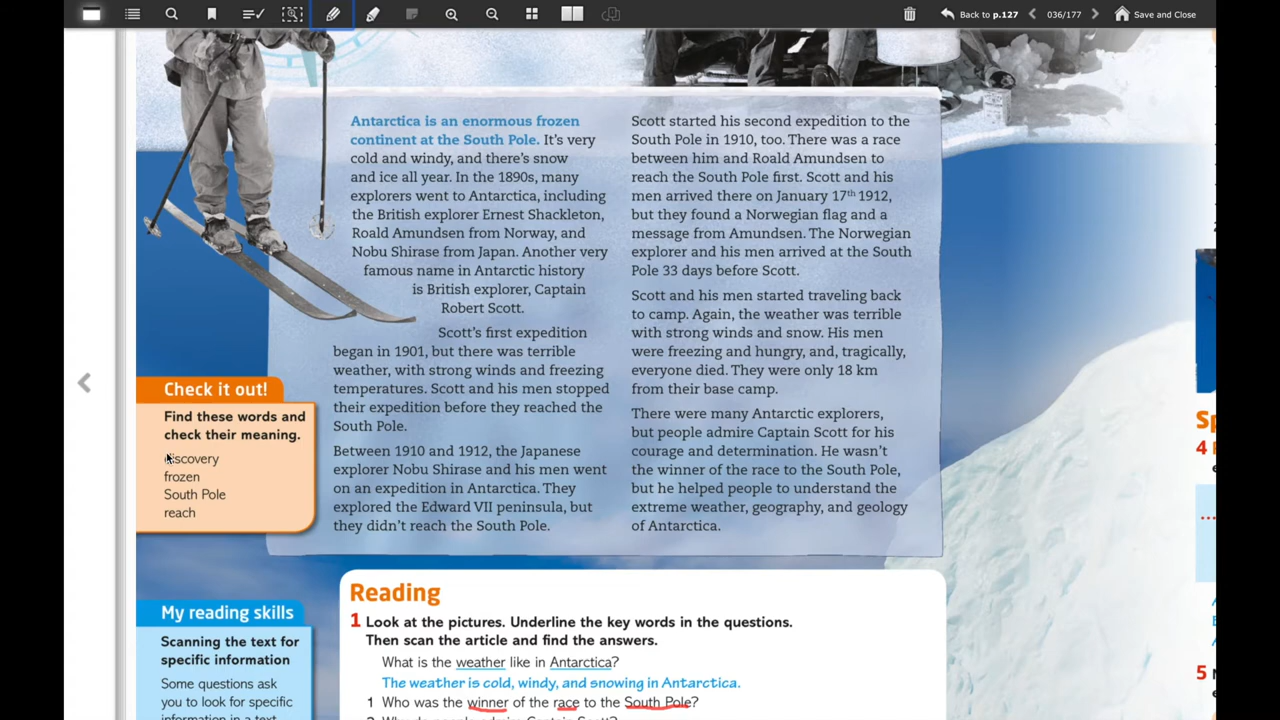 Back to p.127
036/177
Save and Close
Antarctica is an enormous frozen
continent at the South Pole. It's very
cold and windy, and there's snow
and ice all year. In the 1890s, many
explorers went to Antarctica, including
the British explorer Ernest Shackleton,
Roald Amundsen from Norway, and
Nobu Shirase from Japan. Another very
famous name in Antarctic history
is British explorer, Captain
Robert Scott.
Scott's first expedition
began in 1901, but there was terrible
weather, with strong winds and freezing
temperatures. Scott and his men stopped
their expedition before they reached the
South Pole.
Between 1910 and 1912, the Japanese
explorer Nobu Shirase and his men went
on an expedition in Antarctica. They
explored the Edward VII peninsula, but
they didn't reach the South Pole.
Scott started his second expedition to the
South Pole in 1910, too. There was a race
between him and Roald Amundsen to
reach the South Pole first. Scott and his
men arrived there on January 17th 1912,
but they found a Norwegian flag and a
message from Amundsen. The Norwegian
explorer and his men arrived at the South
Pole 33 days before Scott.
Scott and his men started traveling back
to camp. Again, the weather was terrible
with strong winds and snow. His men
were freezing and hungry, and, tragically,
everyone died. They were only 18 km
from their base camp.
There were many Antarctic explorers,
but people admire Captain Scott for his
courage and determination. He wasn't
the winner of the race to the South Pole,
but he helped people to understand the
extreme weather, geography, and geology
of Antarctica.
Check it out!
Find these words and
check their meaning.
discovery
frozen
South Pole
reach
My reading skills
Scanning the text for
specific information
Some questions ask
you to look for specific
information in a text
Reading
1 Look at the pictures. Underline the key words in the questions.
Then scan the article and find the answers.
What is the weather like in Antarctica?
The weather is cold, windy, and snowing in Antarctica.
1 Who was the winner of the race to the South Pole?
2 Why do people admire Captain Scott?
Sp
4
5